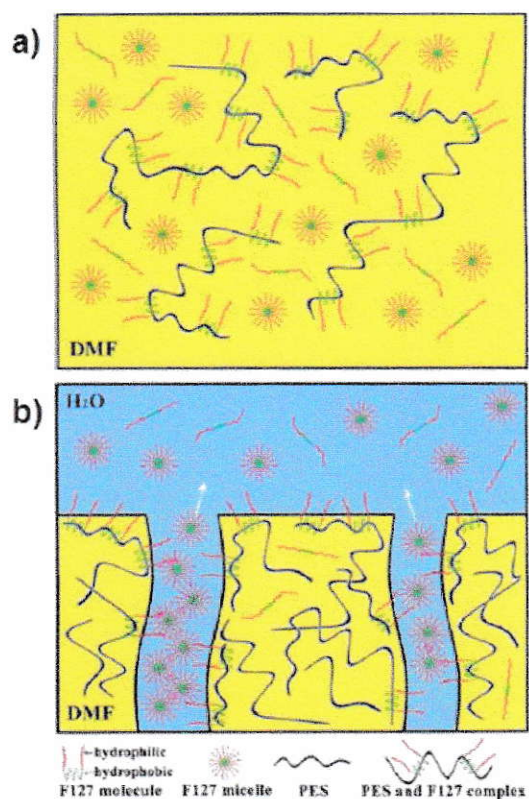 a)
DMF
b)
H₂O
DMF
hydrophilic
hydrophobic
F127 molecule F127 micelle PES PES and F127 complex